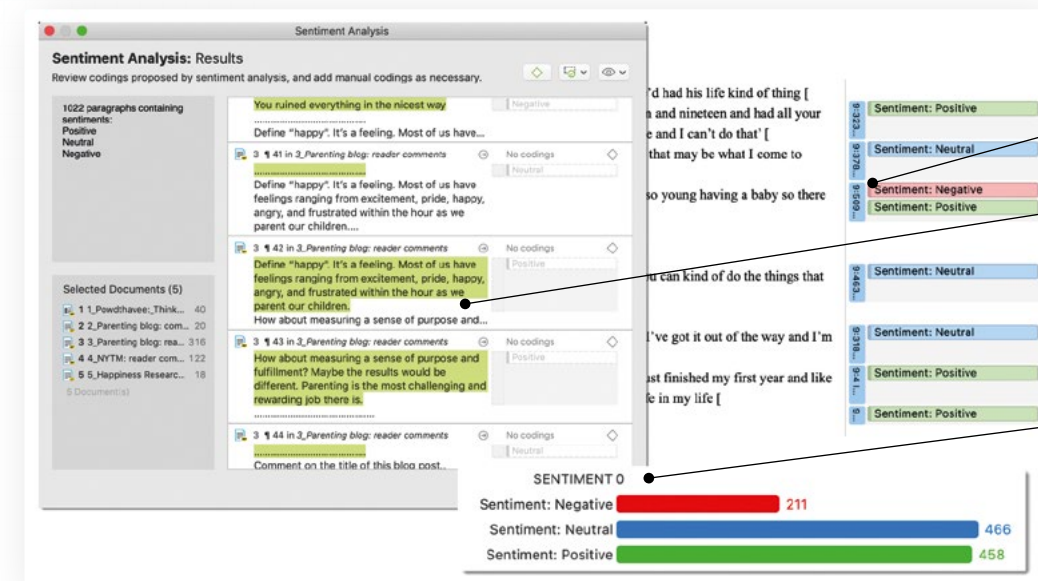 Sentiment Analysis
Sentiment Analysis: Results
Review codings proposed by sentiment analysis, and add manual codings as necessary.
1022 paragraphs containing
sentiments:
Positive
Neutral
Negative
Selected Documents (5)
1 1_Powdthavee:_Think... 40
2 2_Parenting blog: com... 20
3 3_Parenting blog: rea... 316
4 4_NYTM: reader com... 122
5 5_Happiness Researc... 18
5 Document(s)
You ruined everything in the nicest way
Negative
Define "happy". It's a feeling. Most of us have...
3 ¶ 41 in 3_Parenting blog: reader comments No codings
Neutral
Define "happy". It's a feeling. Most of us have
feelings ranging from excitement, pride, happy,
angry, and frustrated within the hour as we
parent our children....
3 ¶ 42 in 3_Parenting blog: reader comments No codings
Define "happy". It's a feeling. Most of us have Positive
feelings ranging from excitement, pride, happy,
angry, and frustrated within the hour as we
parent our children.
How about measuring a sense of purpose and...
3 ¶ 43 in 3_Parenting blog: reader comments No codings
How about measuring a sense of purpose and Positive
fulfillment? Maybe the results would be
different. Parenting is the most challenging and
rewarding job there is.
3 ¶ 44 in 3_Parenting blog: reader comments No codings
Neutral
Comment on the title of this blog post..
'd had his life kind of thing [
and nineteen and had all your
e and I can't do that' [
that may be what I come to
so young having a baby so there
can kind of do the things that
I've got it out of the way and I'm
ust finished my first year and like
fe in my life [
9:323... Sentiment: Positive
9:378... Sentiment: Neutral
9:509... Sentiment: Negative
Sentiment: Positive
9:463... Sentiment: Neutral
9:318... Sentiment: Neutral
Sentiment: Positive
9... Sentiment: Positive
SENTIMENT 0
Sentiment: Negative 211
Sentiment: Neutral 466
Sentiment: Positive 458